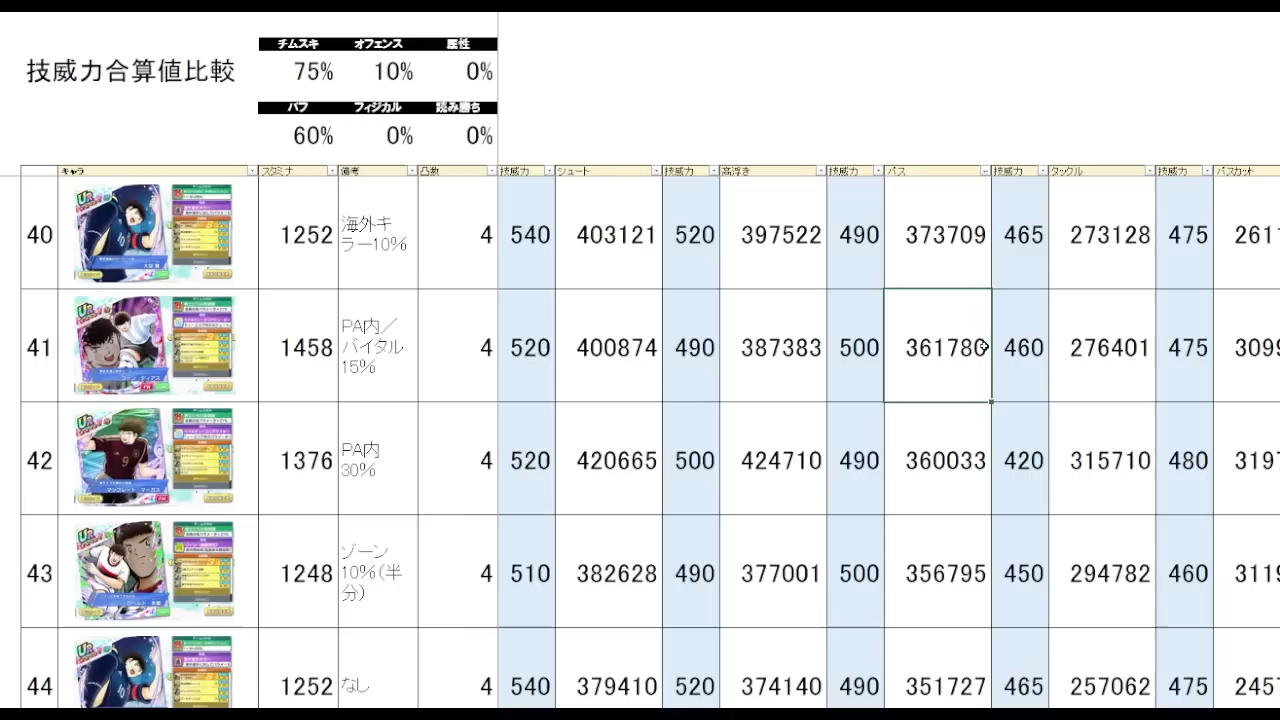 技威力合算値比較
チムスキ オフェンス 属性
75% 10% 0%
バフ フィジカル 読み勝ち
60% 0% 0%
キャラ スタミナ 備考 凸数 技威力 シュート 技威力 高浮き 技威力 パス 技威力 タックル 技威力 パスカット
40 1252 海外キラー10% 4 540 403121 520 397522 490 373709 465 273128 475 2611
41 1458 PA内/バイタル15% 4 520 400874 490 387383 500 361780 460 276401 475 3099
42 1376 PA内30% 4 520 420665 500 424710 490 360033 420 315710 480 3197
43 1248 ゾーン10%(半分) 4 510 382628 490 377001 500 356795 450 294782 460 3119
44 1252 なし 4 540 379410 520 374140 490 351727 465 257062 475 2457